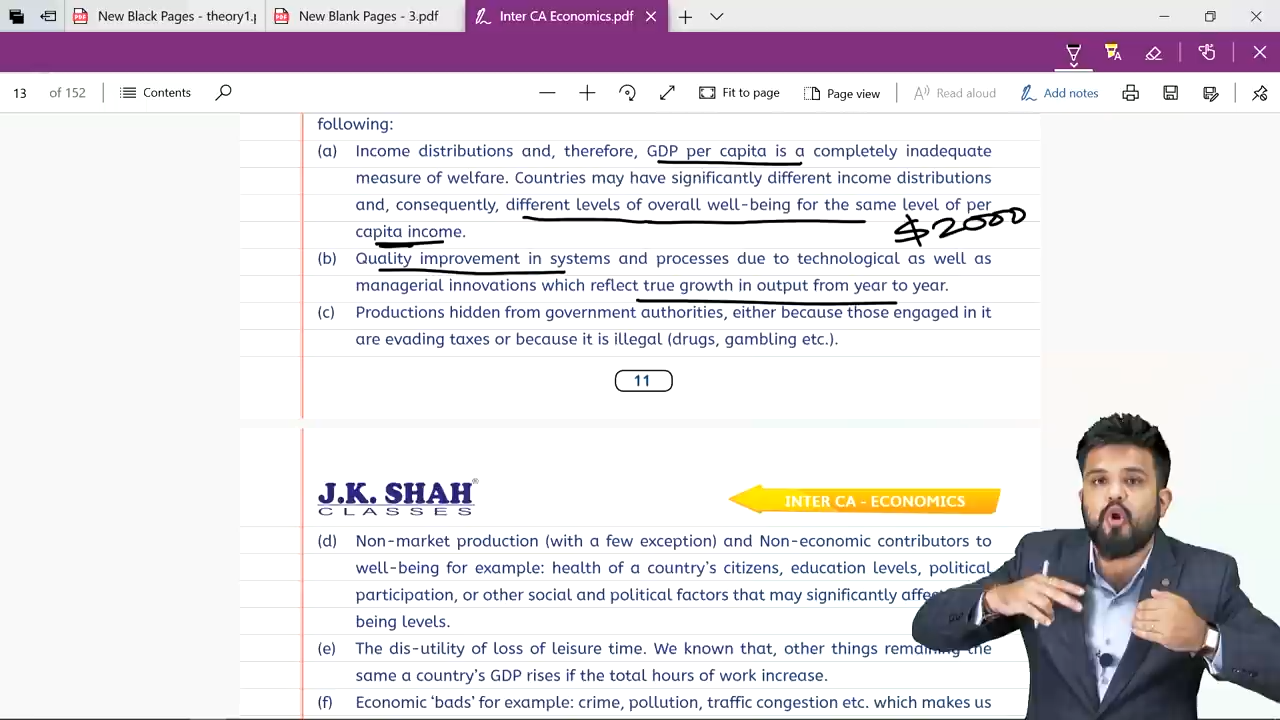 New Black Pages - theory1.p
New Blank Pages - 3.pdf
Inter CA Economics.pdf
13 of 152
Contents
Fit to page
Page view
Read aloud
Add notes
following:
(a) Income distributions and, therefore, GDP per capita is a completely inadequate
measure of welfare. Countries may have significantly different income distributions
and, consequently, different levels of overall well-being for the same level of per
capita income.
$2000
(b) Quality improvement in systems and processes due to technological as well as
managerial innovations which reflect true growth in output from year to year.
(c) Productions hidden from government authorities, either because those engaged in it
are evading taxes or because it is illegal (drugs, gambling etc.).
11
J.K. SHAH®
CLASSES
INTER CA - ECONOMICS
(d) Non-market production (with a few exception) and Non-economic contributors to
well-being for example: health of a country's citizens, education levels, political
participation, or other social and political factors that may significantly affe
being levels.
(e) The dis-utility of loss of leisure time. We known that, other things remaining the
same a country's GDP rises if the total hours of work increase.
(f) Economic 'bads' for example: crime, pollution, traffic congestion etc. which makes us